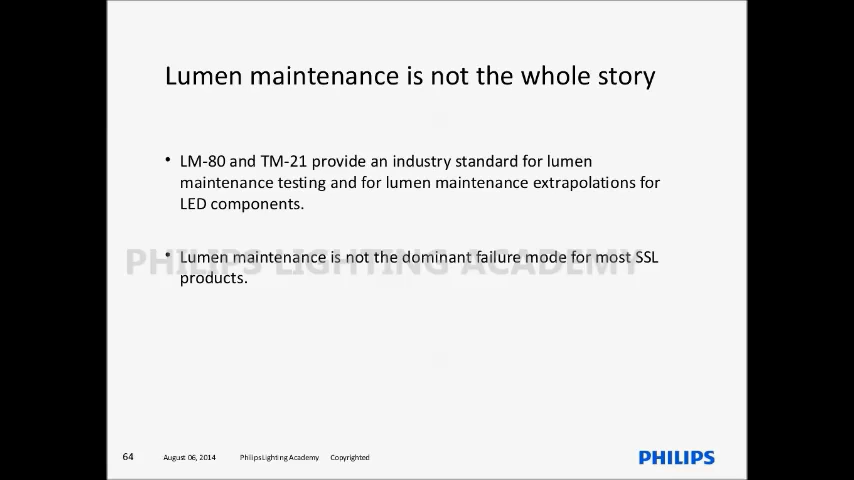 Lumen maintenance is not the whole story
• LM-80 and TM-21 provide an industry standard for lumen
maintenance testing and for lumen maintenance extrapolations for
LED components.
PHILIPS LIGHTING ACADEMY
• Lumen maintenance is not the dominant failure mode for most SSL
products.
64 August 06, 2014 Philips Lighting Academy Copyrighted
PHILIPS